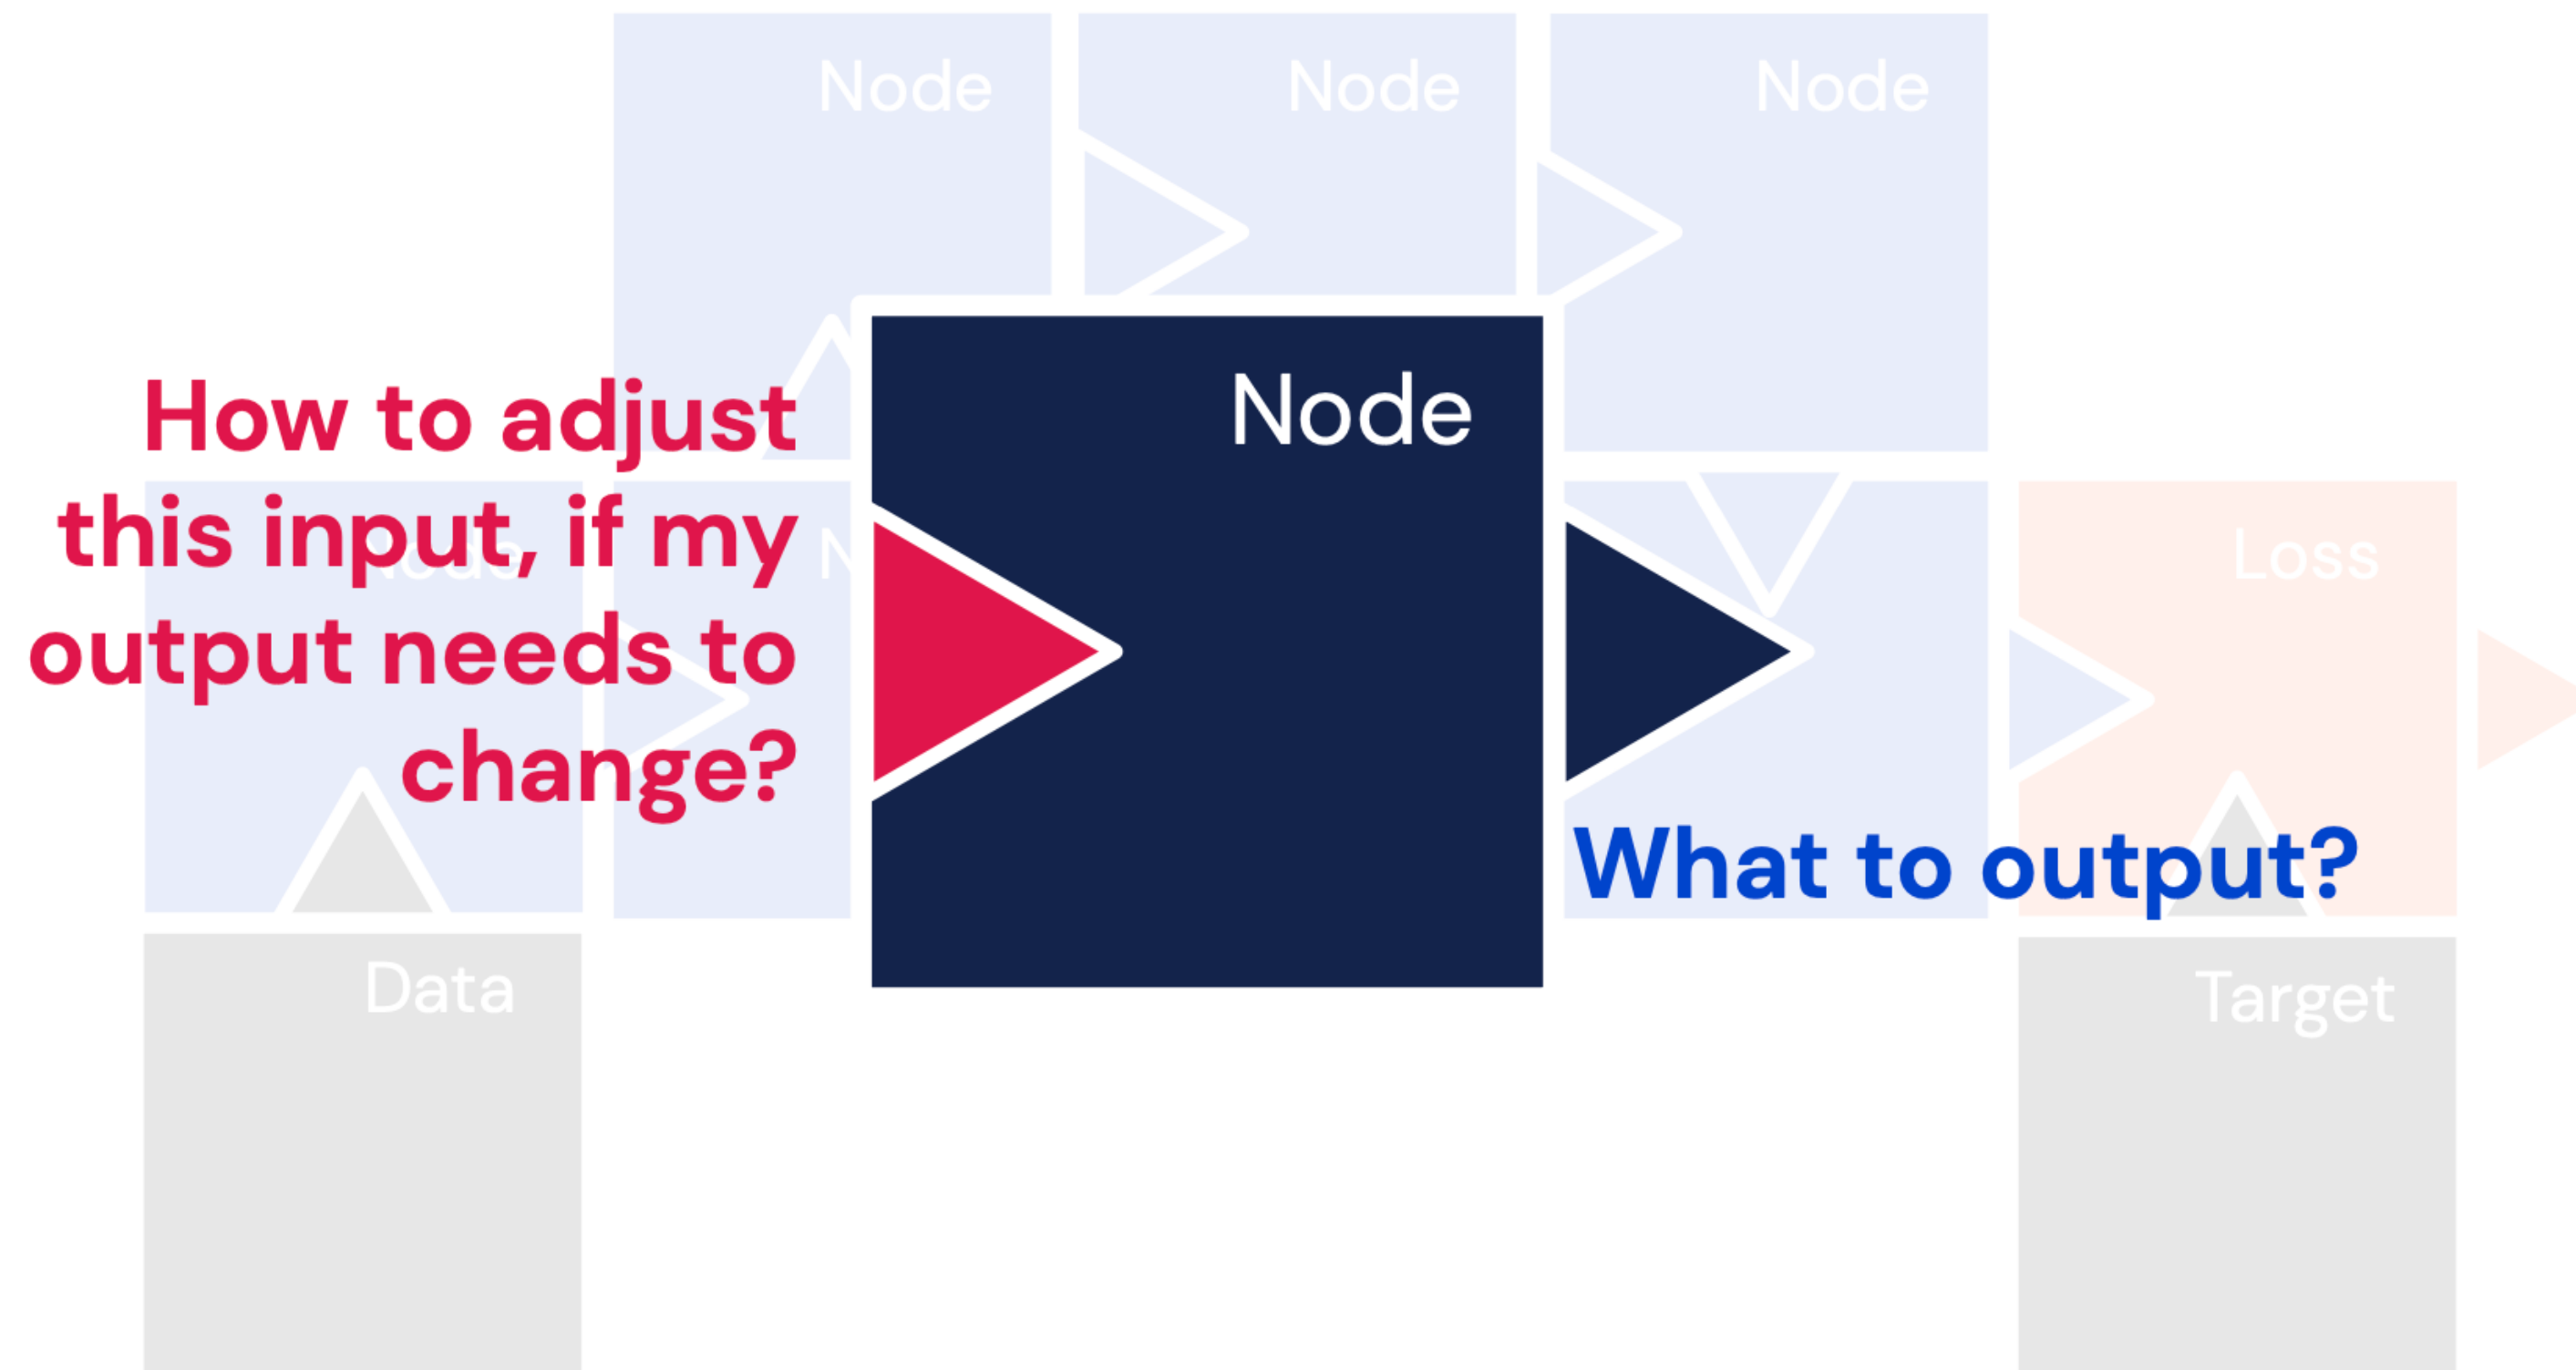 Node
Node
Node
Node
How to adjust
this input, if my
output needs to
change?
Node
Loss
What to output?
Data
Target